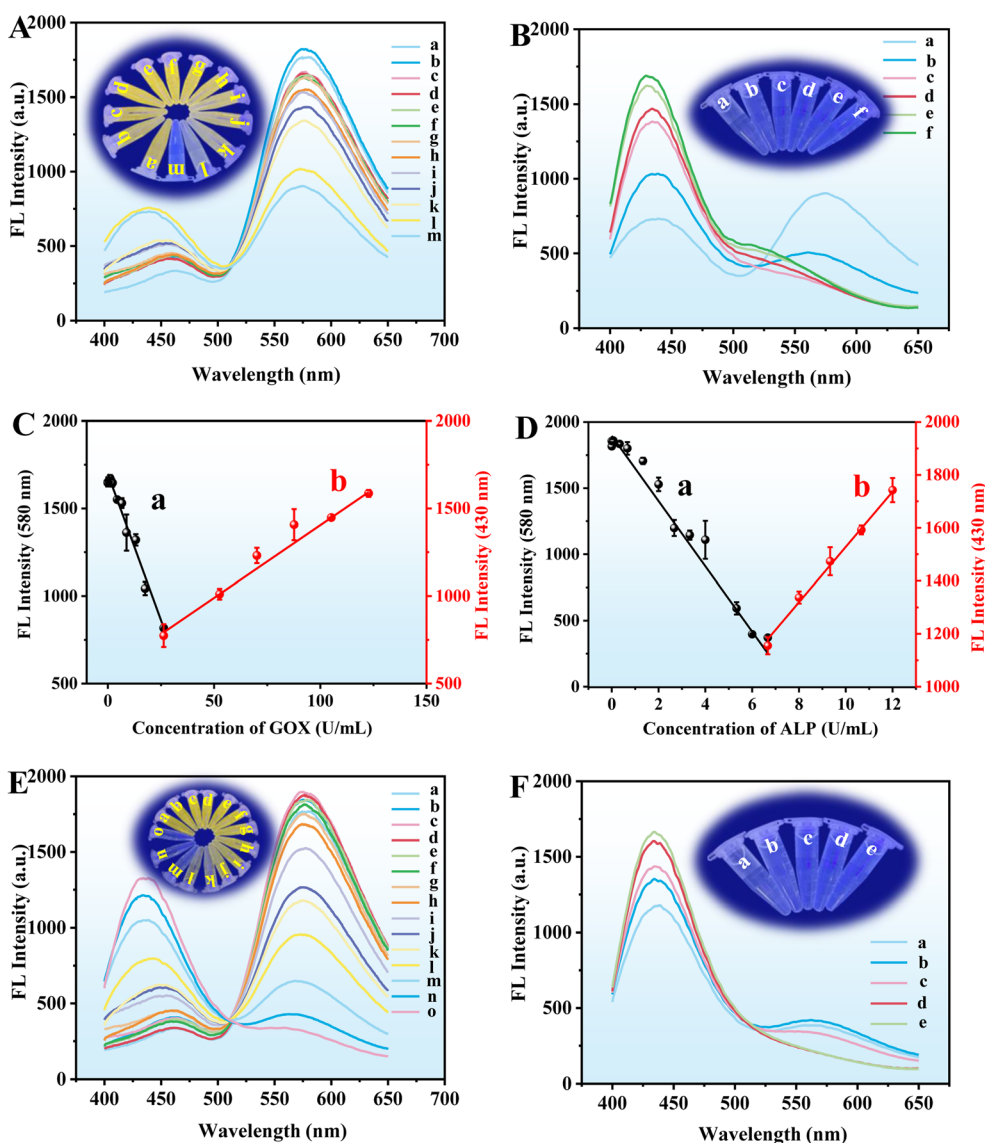 A
2000
1500
1000
500
0
400 450 500 550 600 650 700
FL Intensity (a.u.)
Wavelength (nm)
a
b
c
d
e
f
g
h
i
j
k
l
m
a b c d c f g h i j k l m
B
2000
1500
1000
500
0
400 450 500 550 600 650
FL Intensity (a.u.)
Wavelength (nm)
a
b
c
d
e
f
a b c d e f
C
2000
1500
1000
500
0 50 100 150
2000
1500
1000
500
FL Intensity (580 nm)
FL Intensity (430 nm)
Concentration of GOX (U/mL)
a
b
D
2000
1500
1000
500
0
0 2 4 6 8 10 12
2000
1800
1600
1400
1200
1000
FL Intensity (580 nm)
FL Intensity (430 nm)
Concentration of ALP (U/mL)
a
b
E
2000
1500
1000
500
0
400 450 500 550 600 650 700
FL Intensity (a.u.)
Wavelength (nm)
a
b
c
d
e
f
g
h
i
j
k
l
m
n
o
a b c d e f g h i j k l m n o
F
2000
1500
1000
500
0
400 450 500 550 600 650
FL Intensity (a.u.)
Wavelength (nm)
a
b
c
d
e
a b c d e